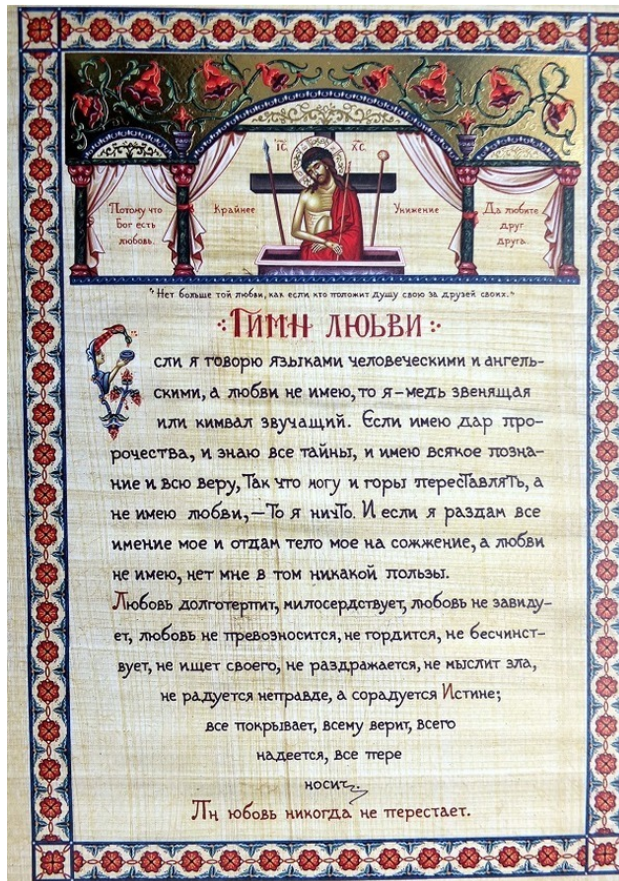 ІС ХС
Потому что
Бог есть
любовь.
Крайнее
Унижение
Да любите
друг
друга.
"Нет больше той любви, как если кто положит душу свою за друзей своих."
ГИМН ЛЮБВИ
Если я говорю языками человеческими и ангель-
скими, а любви не имею, то я – медь звенящая
или кимвал звучащий. Если имею дар про-
рочества, и знаю все тайны, и имею всякое позна-
ние и всю веру, так что могу и горы переставлять, а
не имею любви, – то я ничто. И если я раздам все
имение мое и отдам тело мое на сожжение, а любви
не имею, нет мне в том никакой пользы.
Любовь долготерпит, милосердствует, любовь не завиду-
ет, любовь не превозносится, не гордится, не бесчинст-
вует, не ищет своего, не раздражается, не мыслит зла,
не радуется неправде, а сорадуется Истине;
все покрывает, всему верит, всего
надеется, все пере
носит.
Лн юбовь никогда не перестает.